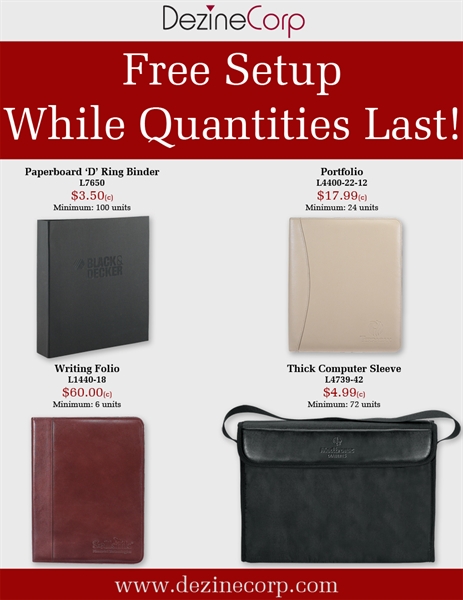 DezineCorp
Free Setup
While Quantities Last!
Paperboard ‘D’ Ring Binder
L7650
$3.50(c)
Minimum: 100 units
Portfolio
L4400-22-12
$17.99(c)
Minimum: 24 units
BLACK&
DECKER
Writing Folio
L1440-18
$60.00(c)
Minimum: 6 units
Thick Computer Sleeve
L4739-42
$4.99(c)
Minimum: 72 units
www.dezinecorp.com